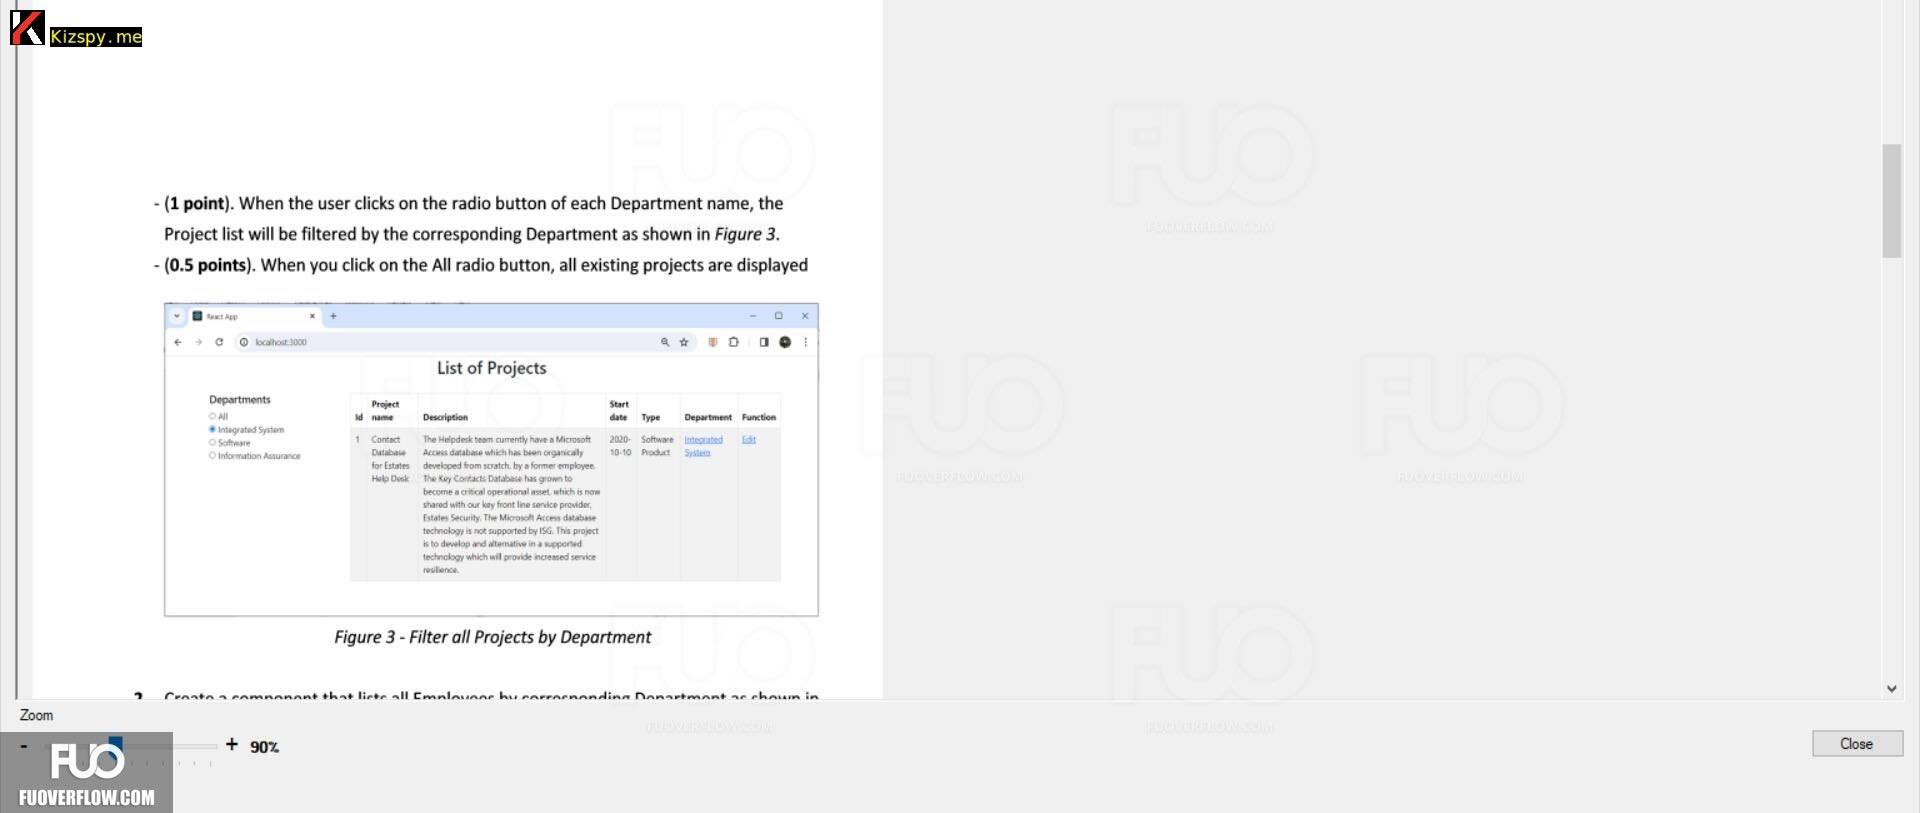 Kizspy.me
- (1 point). When the user clicks on the radio button of each Department name, the
Project list will be filtered by the corresponding Department as shown in Figure 3.
- (0.5 points). When you click on the All radio button, all existing projects are displayed
React App
localhost:3000
List of Projects
Departments
All
Integrated System
Software
Information Assurance
Id Project name Description Start date Type Department Function
1 Contact Database for Estates Help Desk
The Helpdesk team currently have a Microsoft
Access database which has been organically
developed from scratch, by a former employee.
The Key Contacts Database has grown to
become a critical operational asset, which is now
shared with our key front line service provider,
Estates Security. The Microsoft Access database
technology is not supported by ISG. This project
is to develop and alternative in a supported
technology which will provide increased service
resilience.
2020-10-10 Software Product Integrated System Edit
Figure 3 - Filter all Projects by Department
2. Create a component that lists all Employees by corresponding Department as shown in
Zoom
- + 90%
Close
FUO
FUOVERFLOW.COM